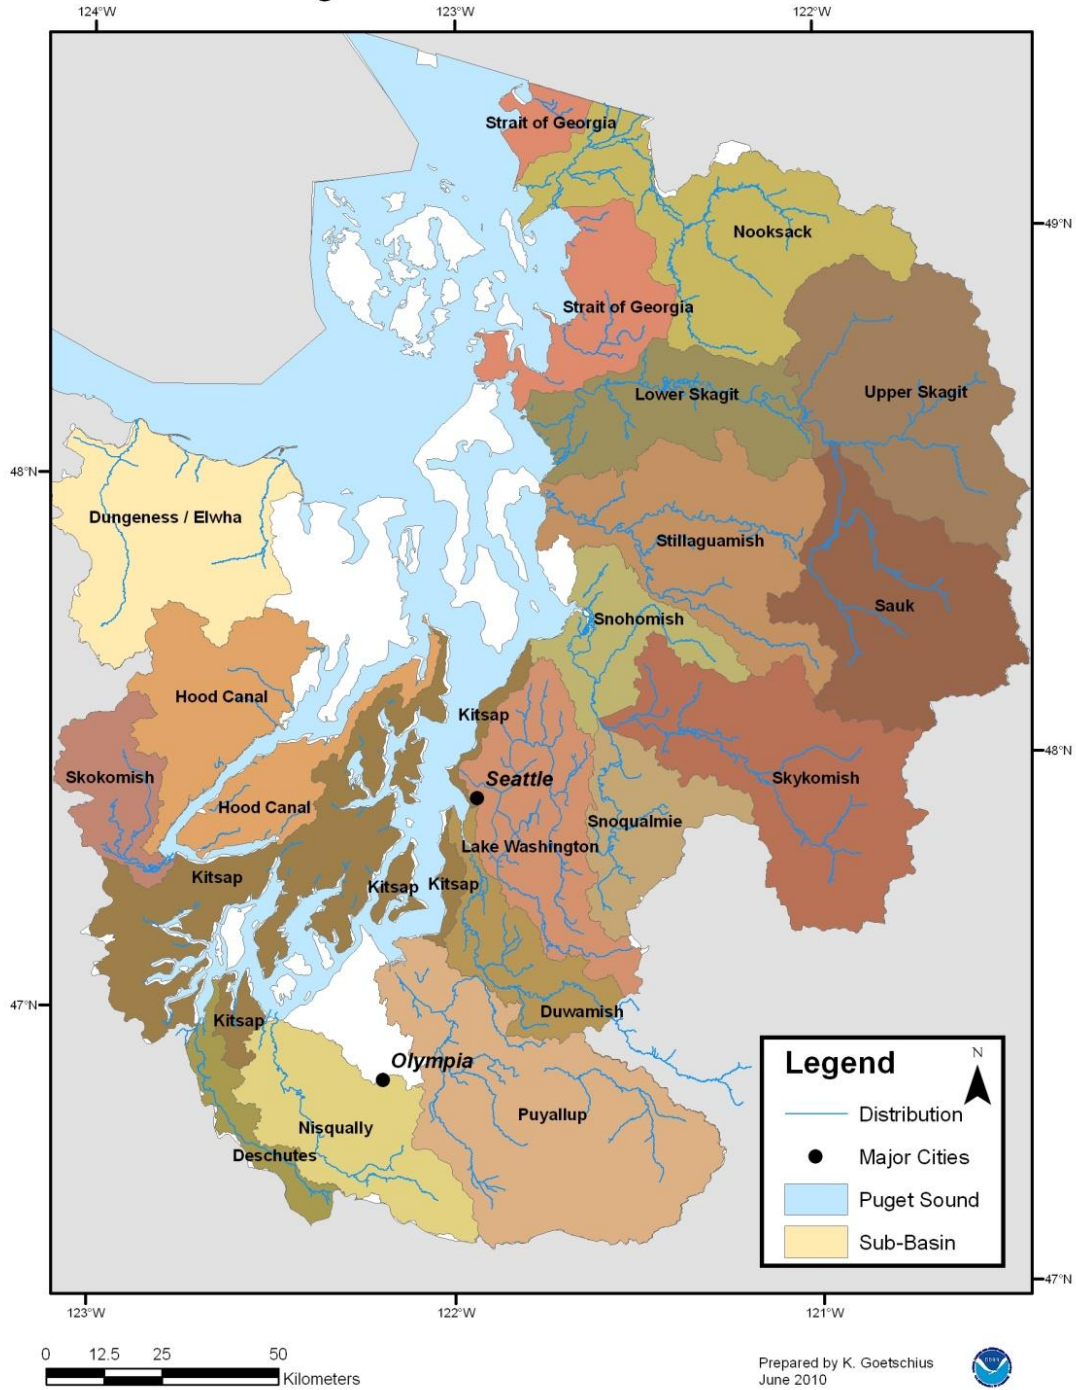 124°W
123°W
122°W
Strait of Georgia
49°N
Nooksack
Strait of Georgia
Lower Skagit
Upper Skagit
48°N
Dungeness / Elwha
Stillaguamish
Sauk
Snohomish
Hood Canal
Kitsap
48°N
Skokomish
Seattle
Skykomish
Hood Canal
Snoqualmie
Lake Washington
Kitsap
Kitsap
Kitsap
47°N
Kitsap
Duwamish
Olympia
Puyallup
Nisqually
Deschutes
Legend
N
Distribution
Major Cities
Puget Sound
Sub-Basin
47°N
123°W
122°W
121°W
0 12.5 25 50
Kilometers
Prepared by K. Goetschius
June 2010